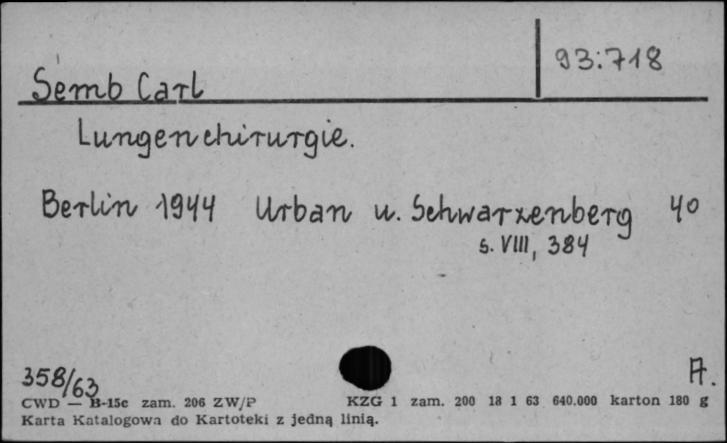 93:718
Semb Carl
Lungenchirurgie.
Berlin 1944 Urban u. Schwarzenberg 4º
s. VIII, 384
358/63
A.
CWD — B-15c zam. 206 ZW/P KZG 1 zam. 200 18 1 63 640.000 karton 180 g
Karta Katalogowa do Kartoteki z jedną linią.